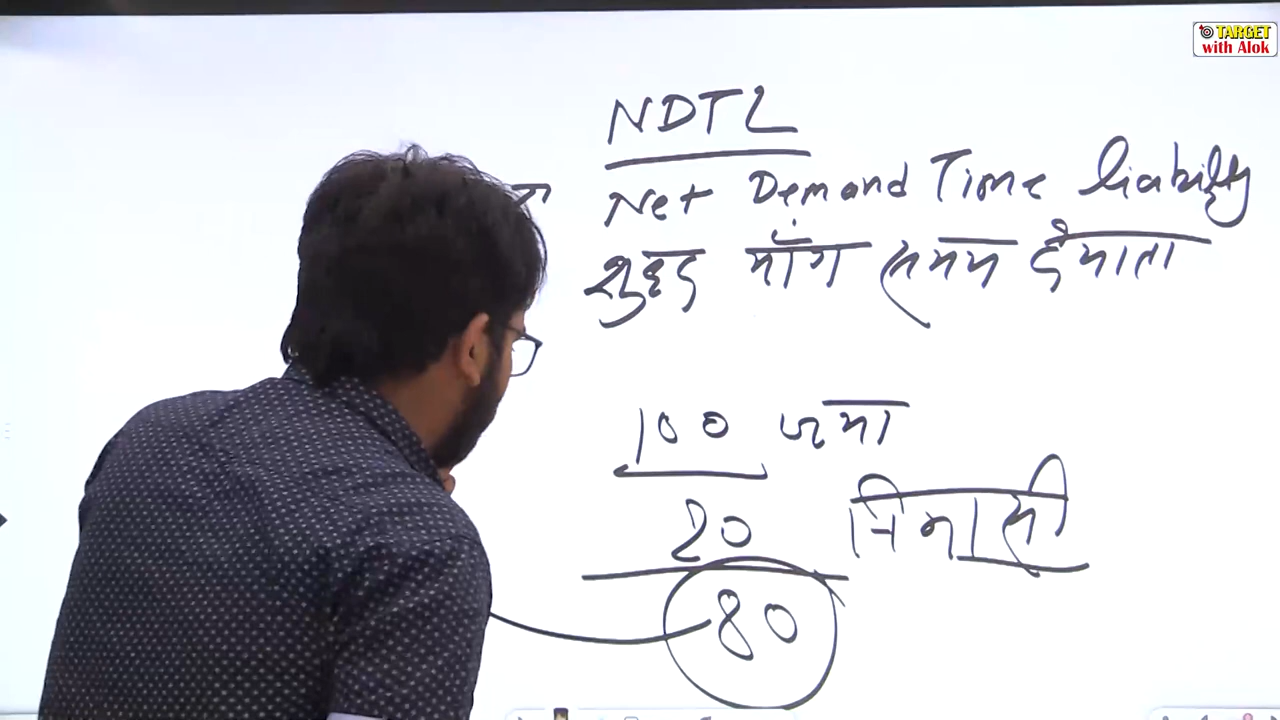 TARGET
with Alok
NDTL
Net Demand Time liability
शुद्ध माँग समय देयता
100 जमा
20 निकासी
80